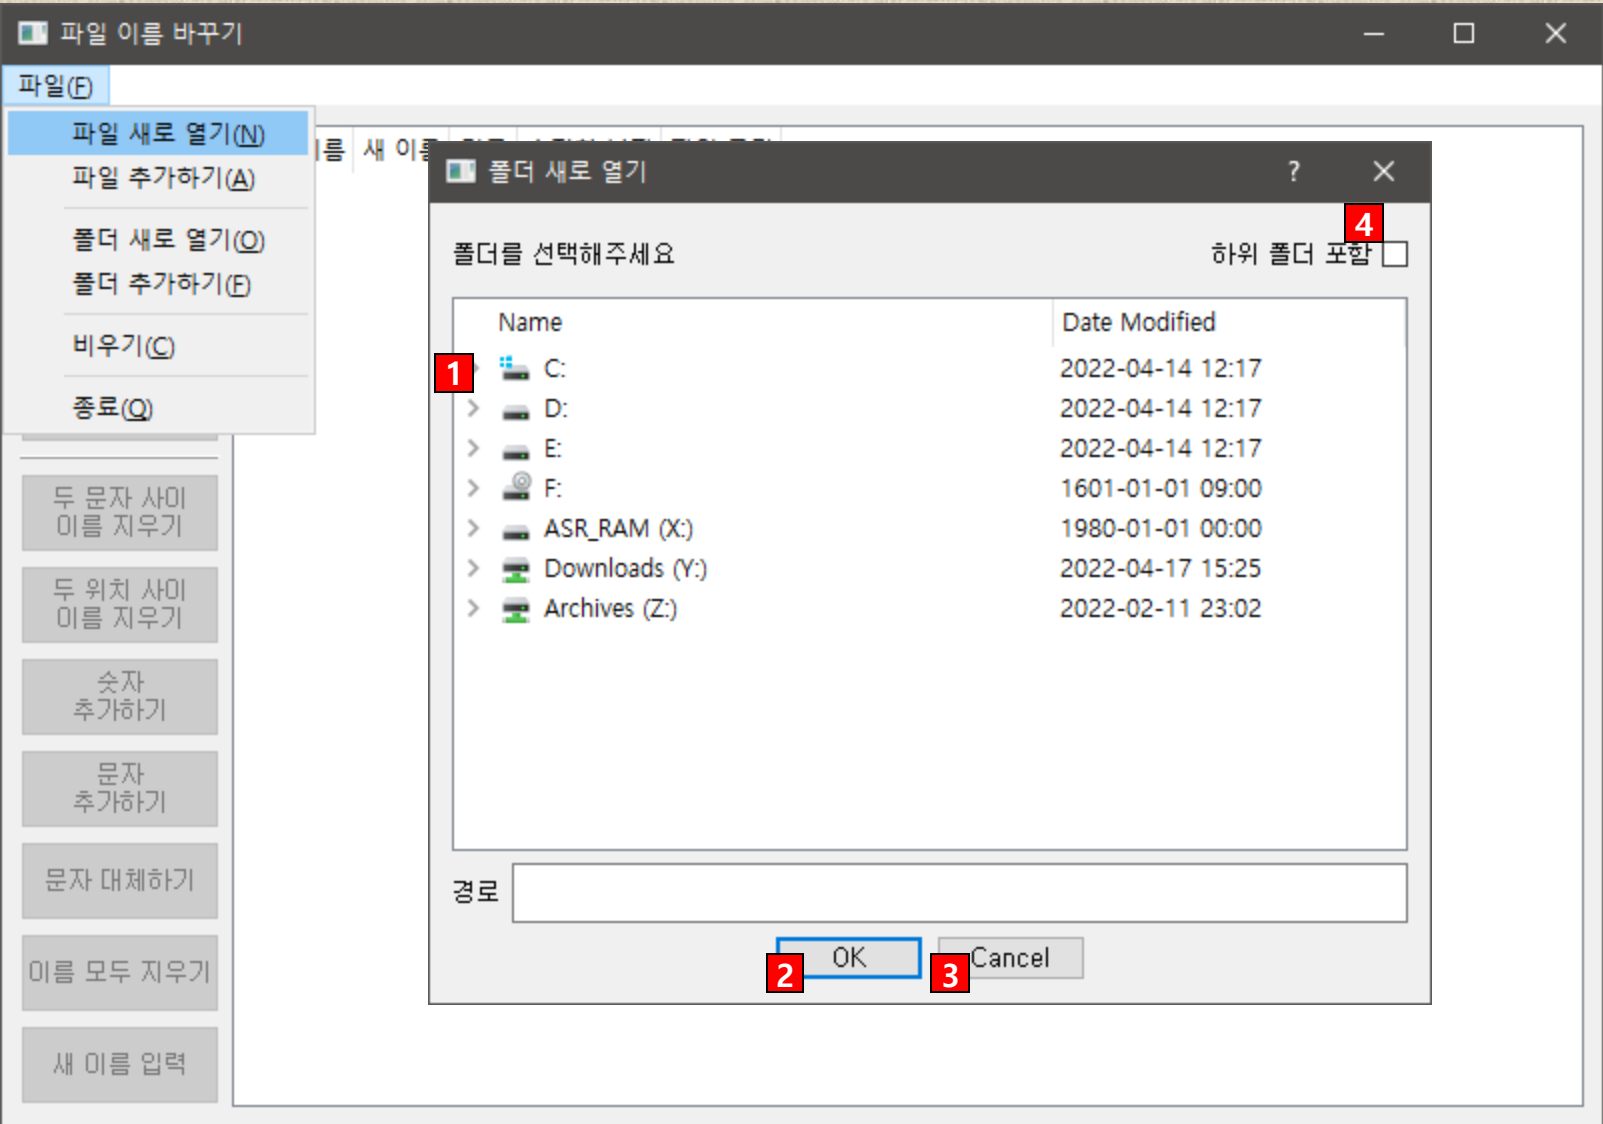 파일 이름 바꾸기
파일(F)
파일 새로 열기(N)
파일 추가하기(A)
폴더 새로 열기(O)
폴더 추가하기(F)
비우기(C)
종료(Q)
새
폴더 새로 열기 ?
폴더를 선택해주세요
하위 폴더 포함
4
Name Date Modified
1
C: 2022-04-14 12:17
D: 2022-04-14 12:17
E: 2022-04-14 12:17
F: 1601-01-01 09:00
ASR_RAM (X:) 1980-01-01 00:00
Downloads (Y:) 2022-04-17 15:25
Archives (Z:) 2022-02-11 23:02
경로
2 OK
3 Cancel
두 문자 사이
이름 지우기
두 위치 사이
이름 지우기
숫자
추가하기
문자
추가하기
문자 대체하기
이름 모두 지우기
새 이름 입력